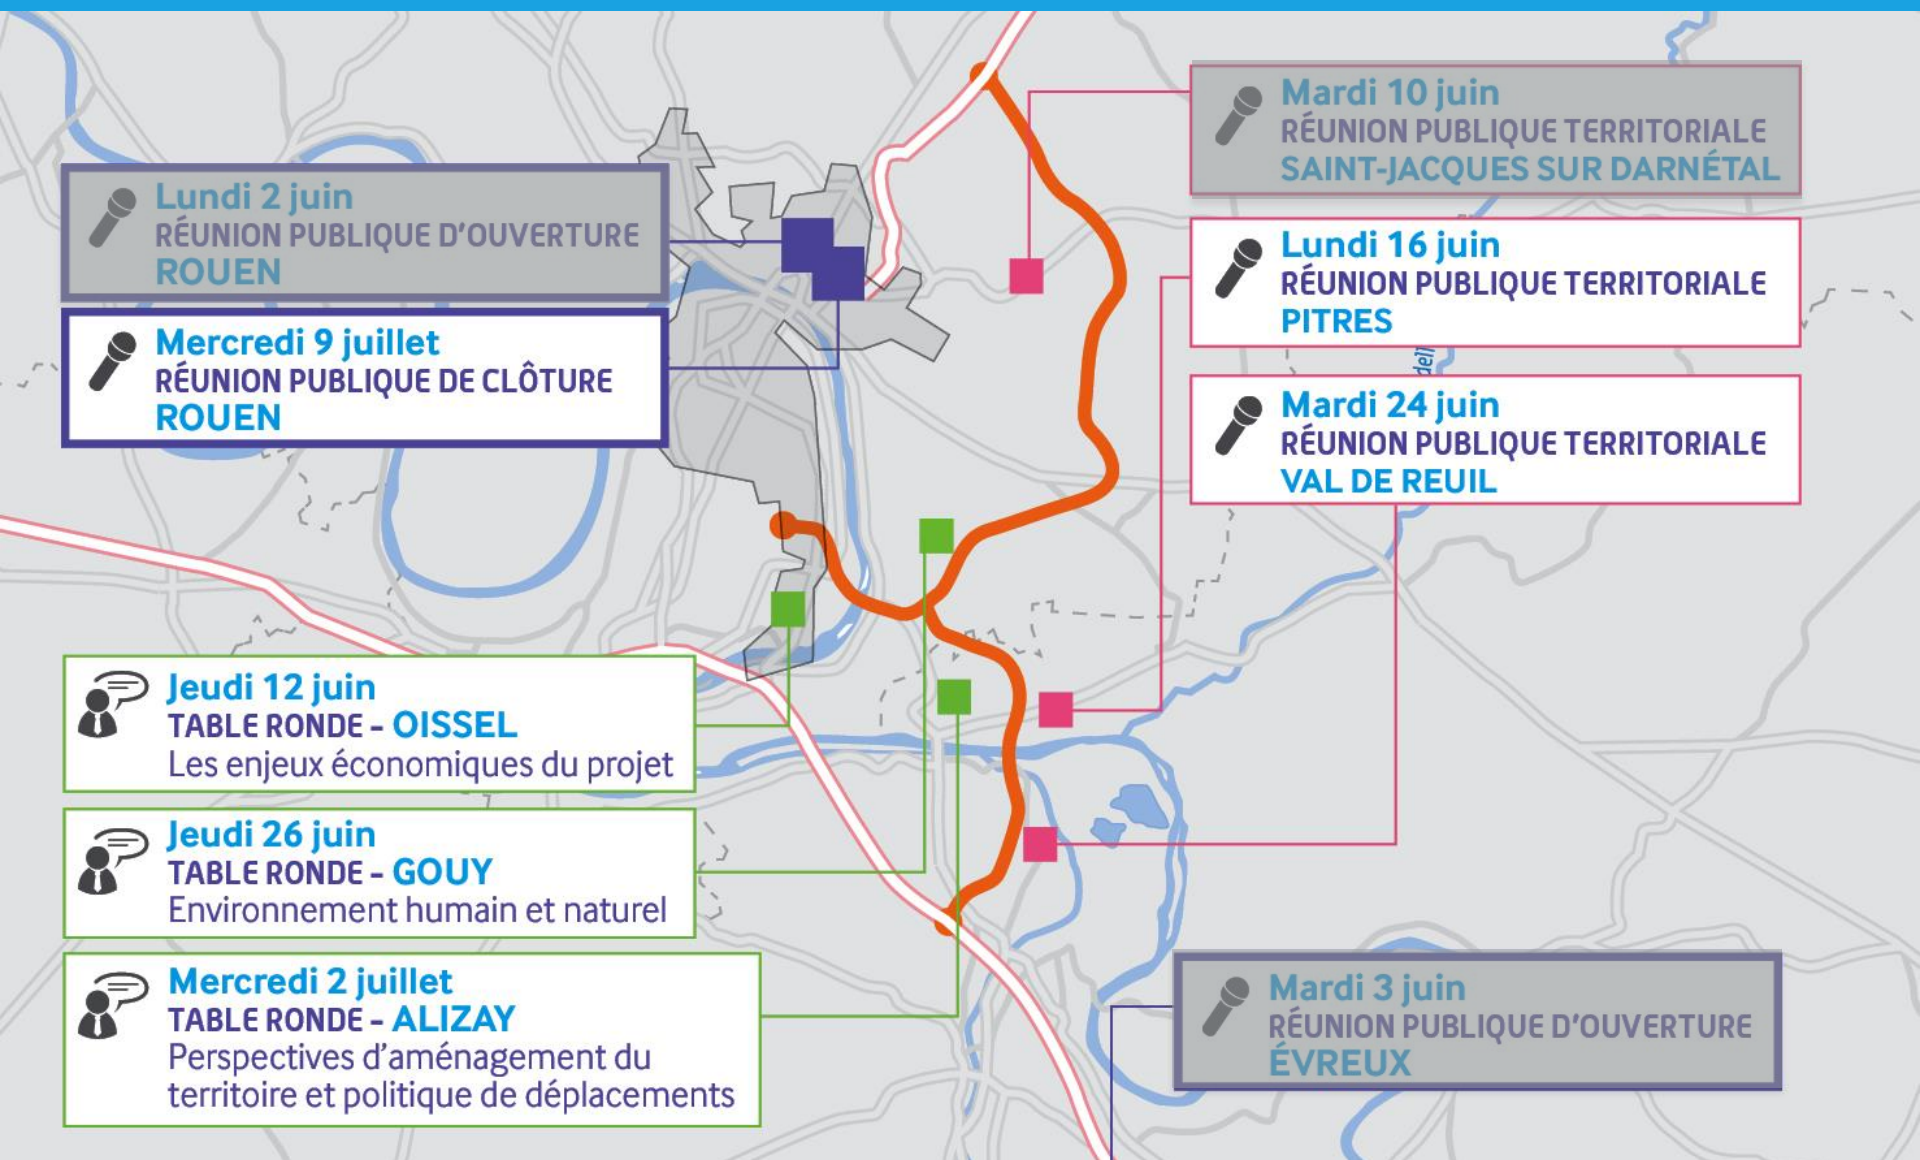 Lundi 2 juin
RÉUNION PUBLIQUE D'OUVERTURE
ROUEN
Mercredi 9 juillet
RÉUNION PUBLIQUE DE CLÔTURE
ROUEN
Mardi 10 juin
RÉUNION PUBLIQUE TERRITORIALE
SAINT-JACQUES SUR DARNÉTAL
Lundi 16 juin
RÉUNION PUBLIQUE TERRITORIALE
PITRES
dell
Mardi 24 juin
RÉUNION PUBLIQUE TERRITORIALE
VAL DE REUIL
Jeudi 12 juin
TABLE RONDE - OISSEL
Les enjeux économiques du projet
Jeudi 26 juin
TABLE RONDE - GOUY
Environnement humain et naturel
Mercredi 2 juillet
TABLE RONDE - ALIZAY
Perspectives d'aménagement du
territoire et politique de déplacements
Mardi 3 juin
RÉUNION PUBLIQUE D'OUVERTURE
ÉVREUX